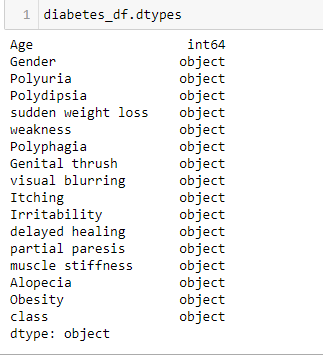 1 diabetes_df.dtypes
Age int64
Gender object
Polyuria object
Polydipsia object
sudden weight loss object
weakness object
Polyphagia object
Genital thrush object
visual blurring object
Itching object
Irritability object
delayed healing object
partial paresis object
muscle stiffness object
Alopecia object
Obesity object
class object
dtype: object